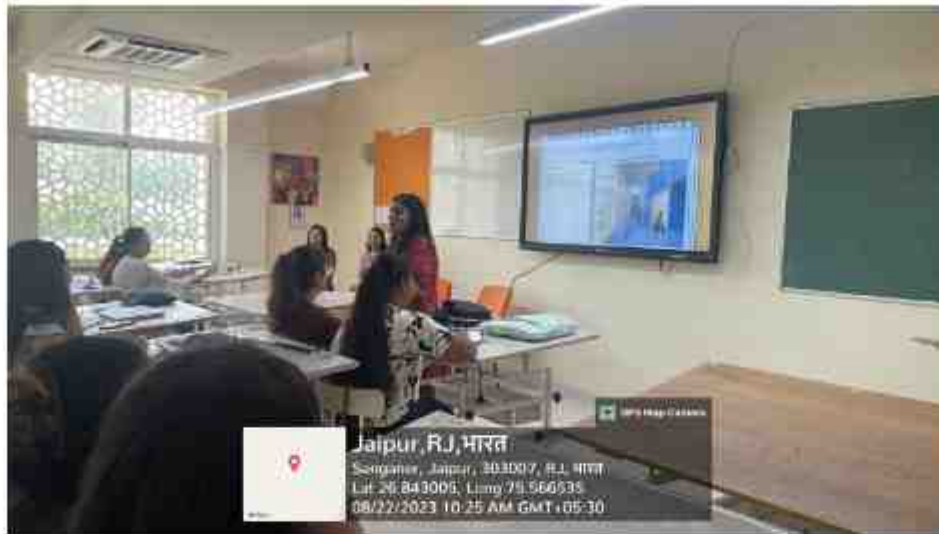 GPS Map Camera
Jaipur,RJ,भारत
Sanganer, Jaipur, 303007, RJ, भारत
Lat 26.843005, Long 75.566535
08/22/2023 10:25 AM GMT+05:30